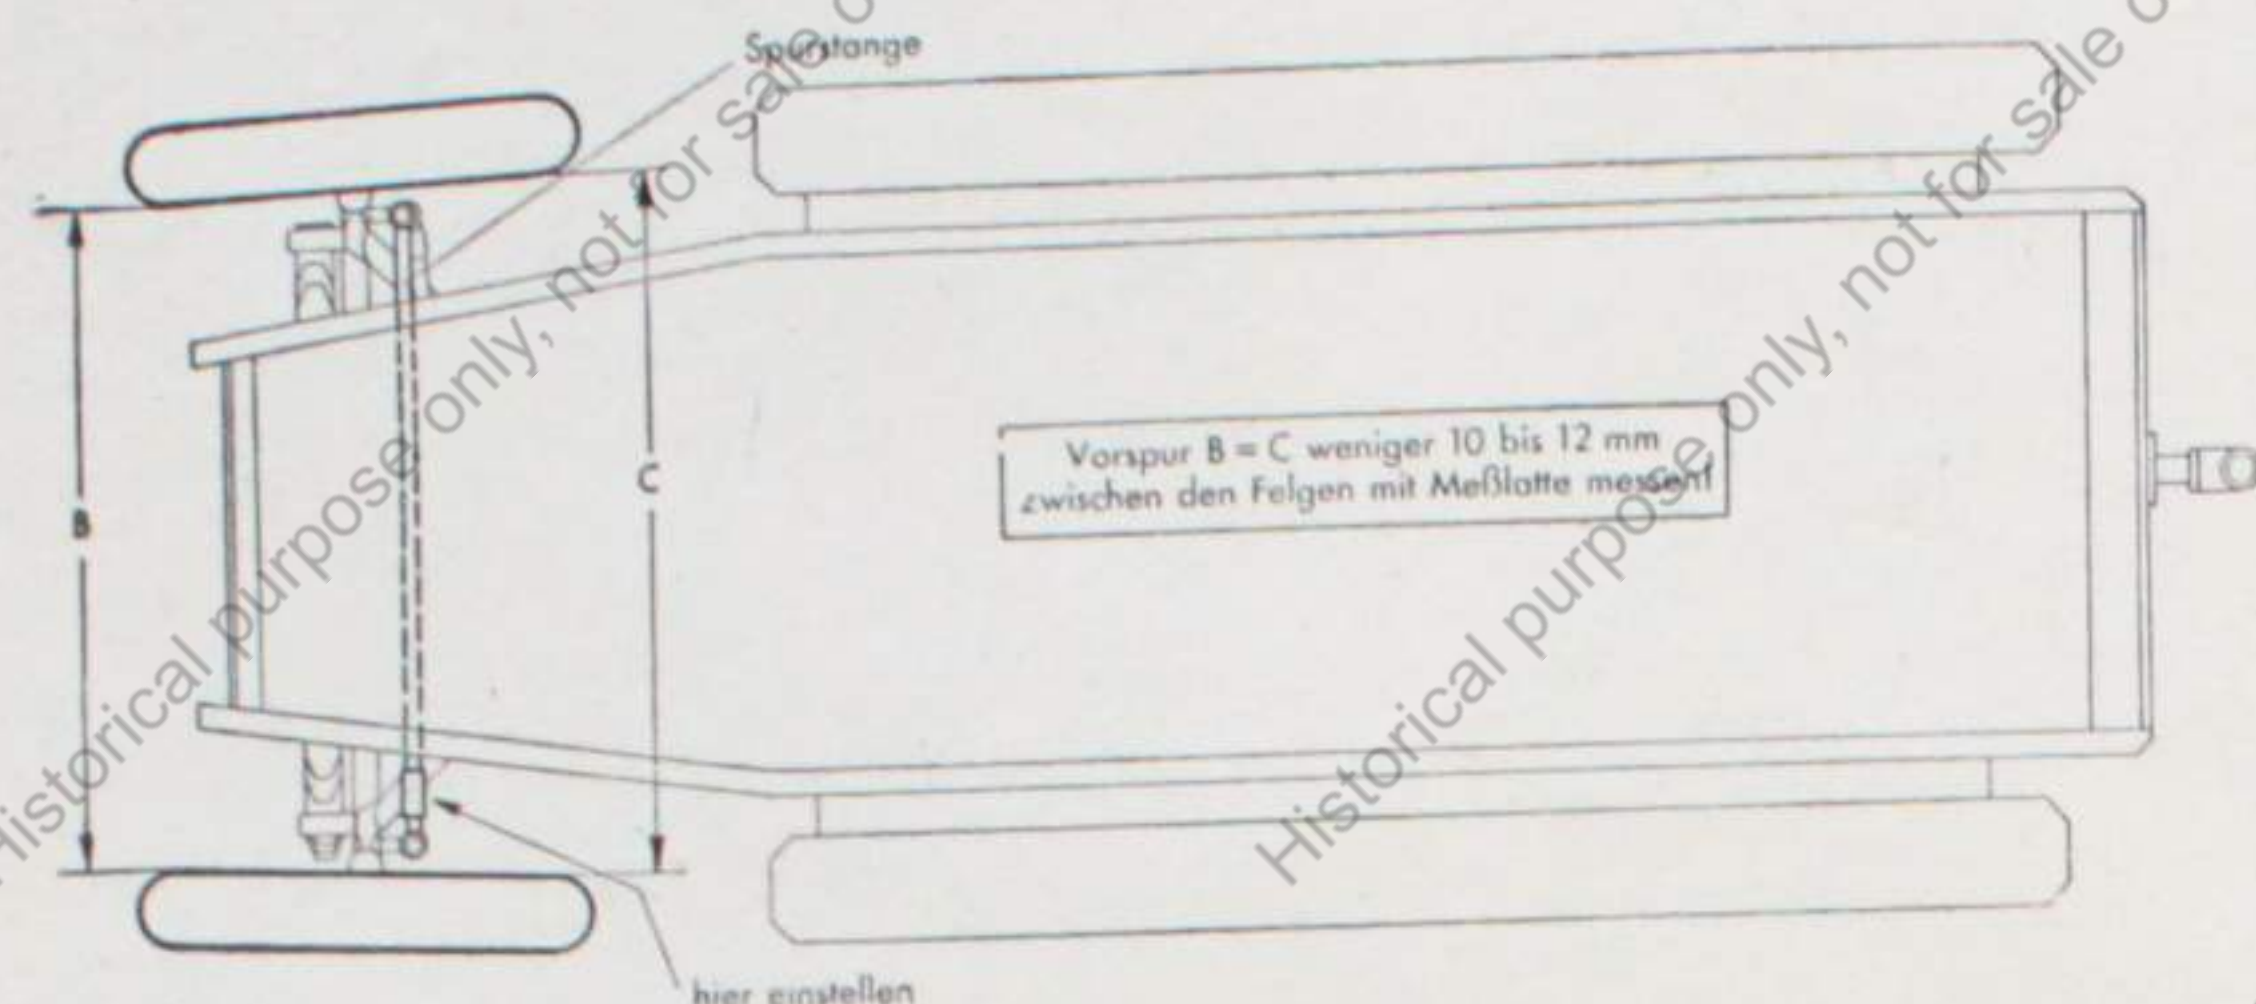 Spurstange
B
C
Vorspur B = C weniger 10 bis 12 mm
zwischen den Felgen mit Meßlatte messen!
hier einstellen
Historical purpose only, not for sale o
Historical purpose only, not for sale o